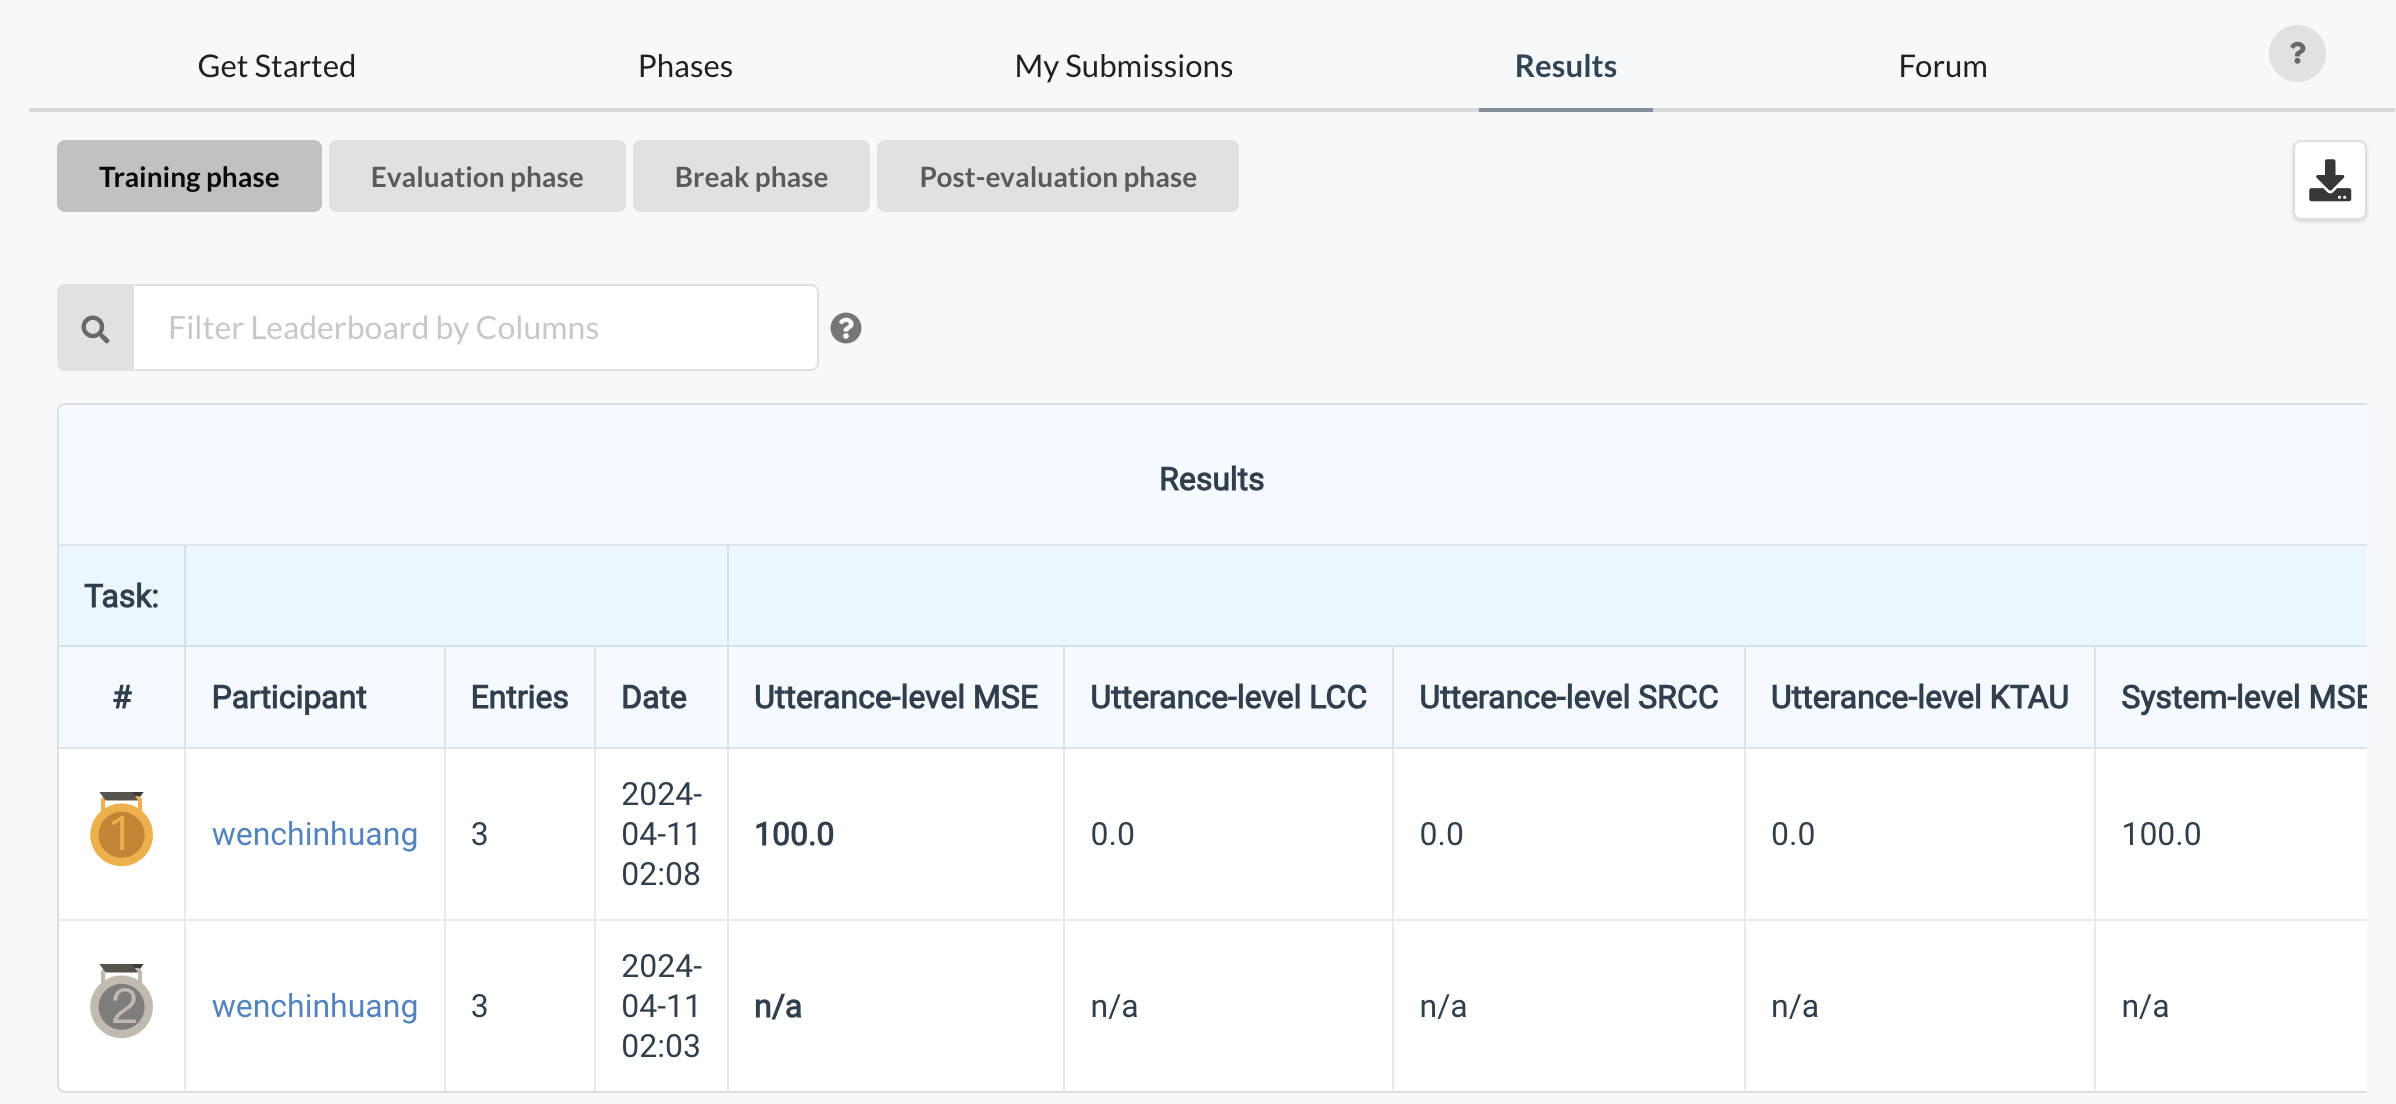 Get Started Phases My Submissions Results Forum ?
Training phase Evaluation phase Break phase Post-evaluation phase
Filter Leaderboard by Columns ?
Results
Task:
# Participant Entries Date Utterance-level MSE Utterance-level LCC Utterance-level SRCC Utterance-level KTAU System-level MSE
1 wenchinhuang 3 2024-04-11 02:08 100.0 0.0 0.0 0.0 100.0
2 wenchinhuang 3 2024-04-11 02:03 n/a n/a n/a n/a n/a